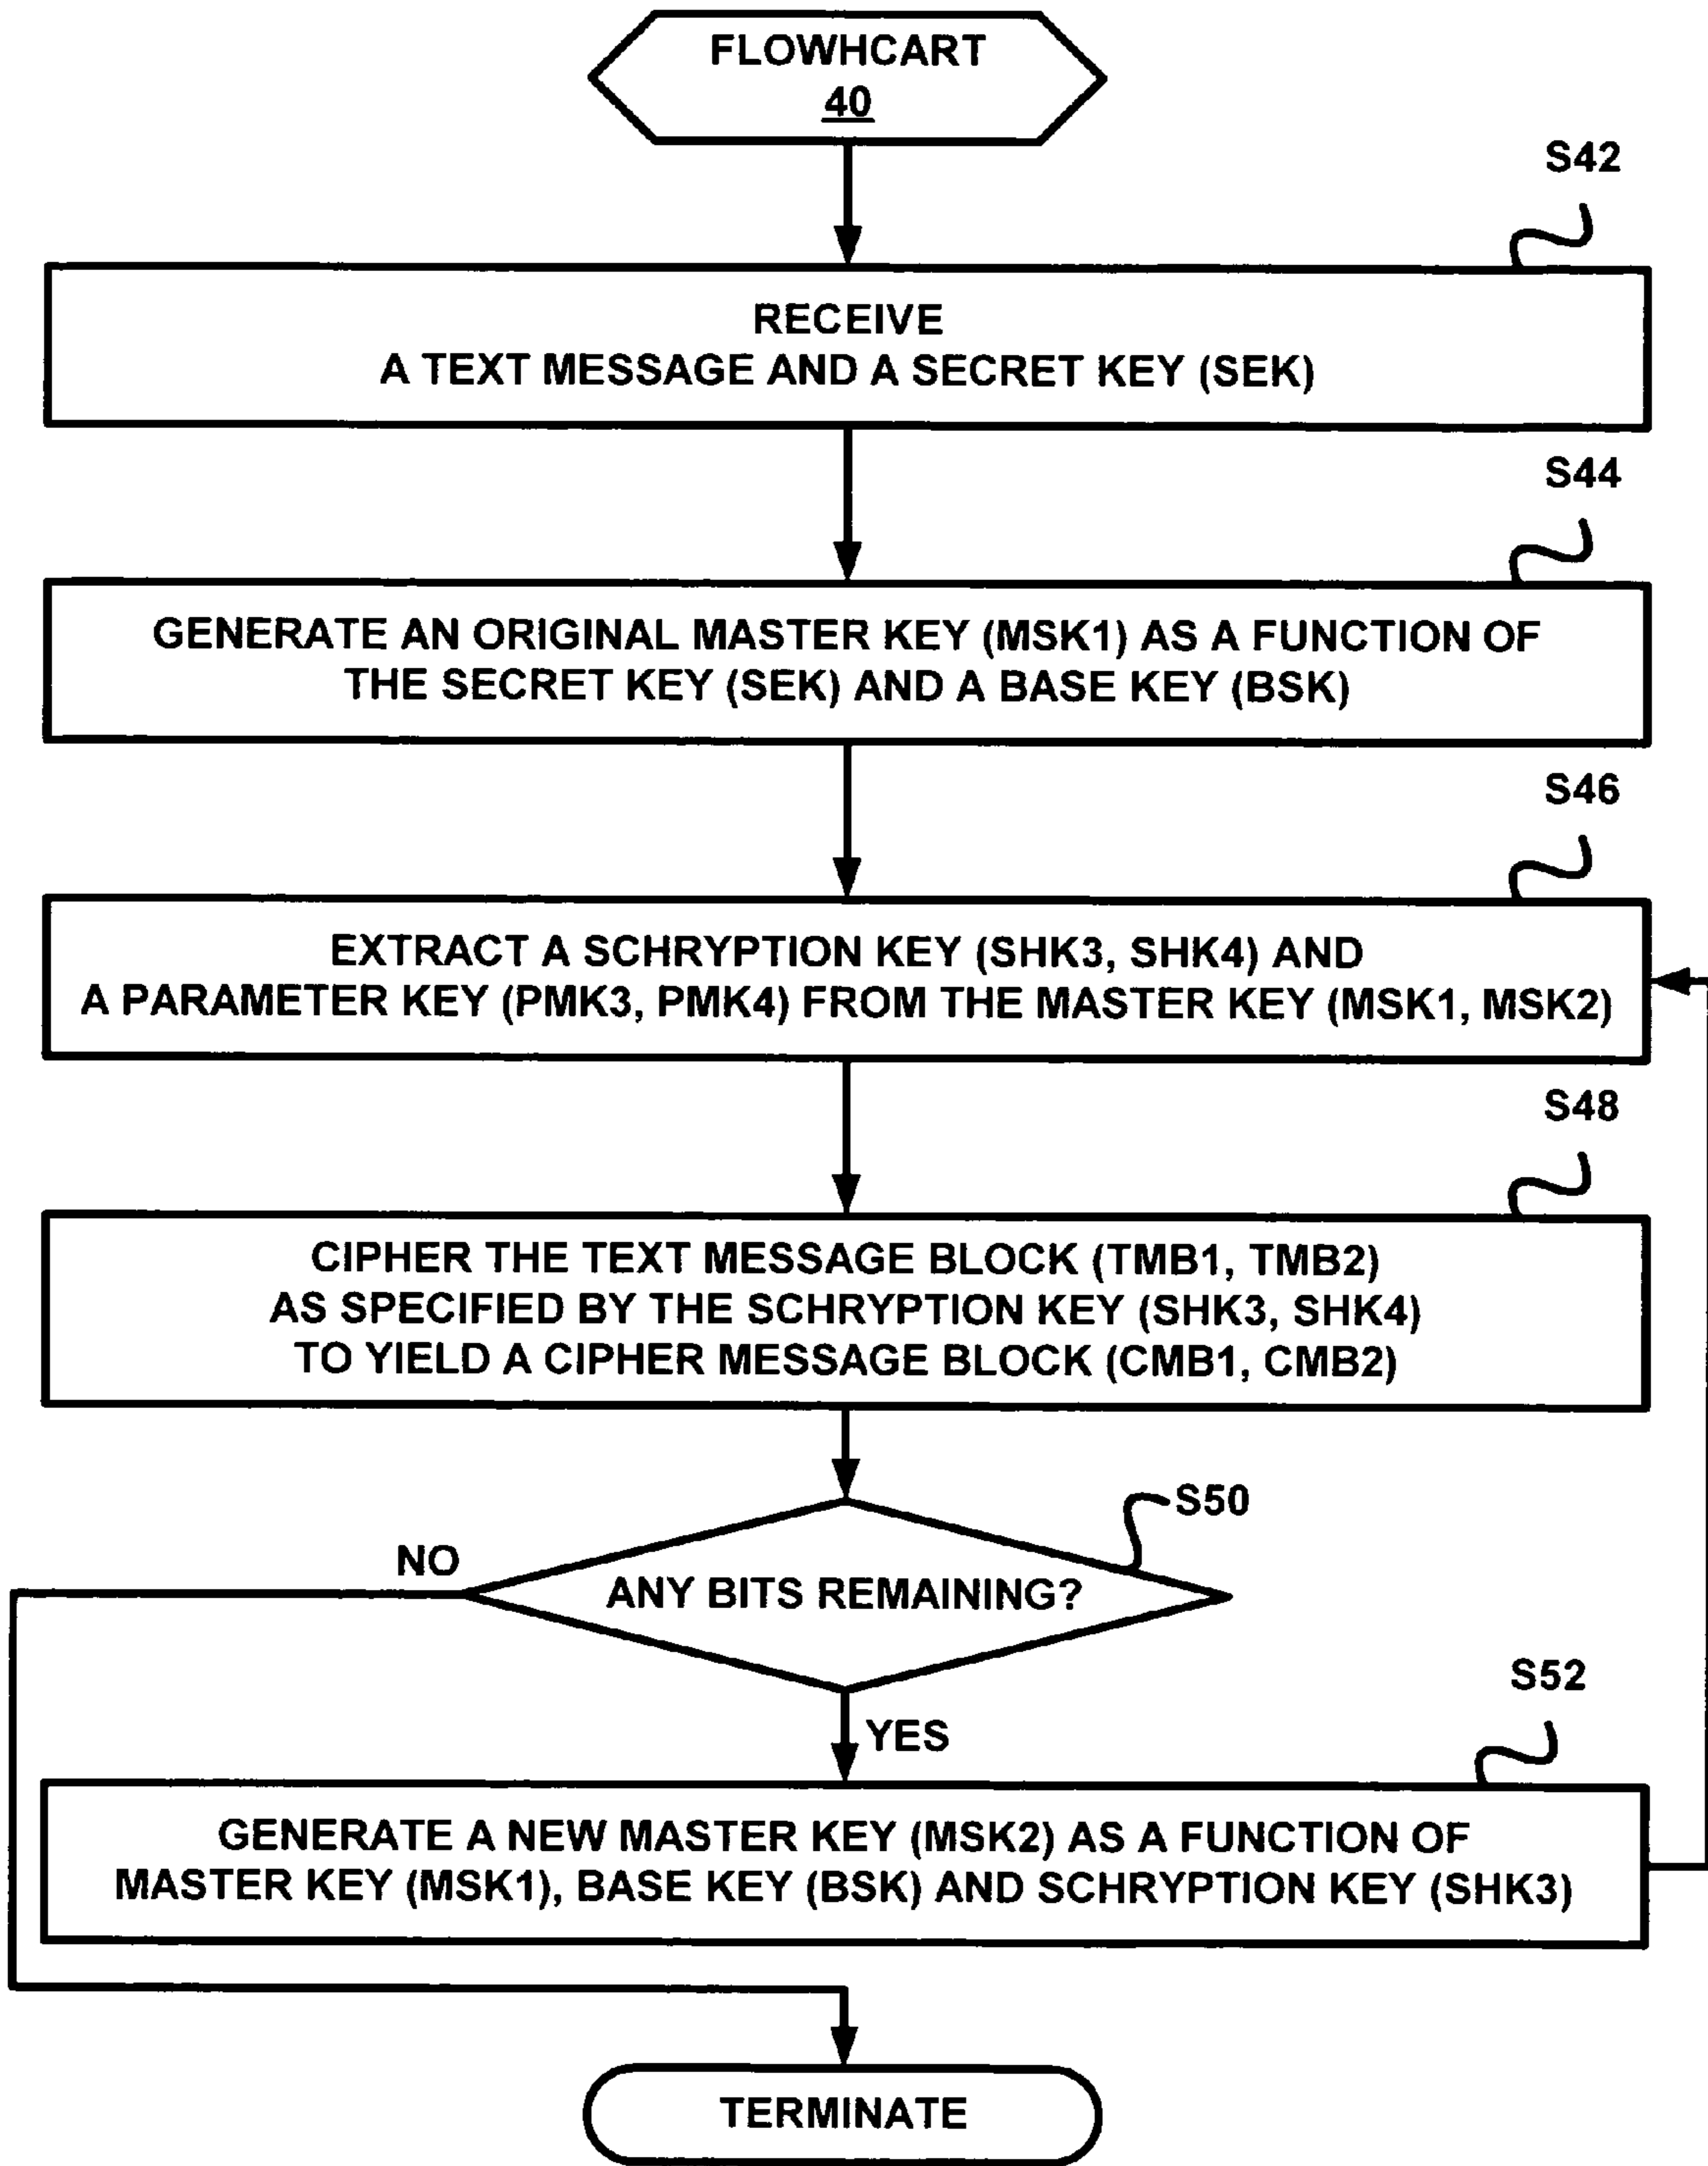 FLOWHCART
40
S42
RECEIVE
A TEXT MESSAGE AND A SECRET KEY (SEK)
S44
GENERATE AN ORIGINAL MASTER KEY (MSK1) AS A FUNCTION OF
THE SECRET KEY (SEK) AND A BASE KEY (BSK)
S46
EXTRACT A SCHRYPTION KEY (SHK3, SHK4) AND
A PARAMETER KEY (PMK3, PMK4) FROM THE MASTER KEY (MSK1, MSK2)
S48
CIPHER THE TEXT MESSAGE BLOCK (TMB1, TMB2)
AS SPECIFIED BY THE SCHRYPTION KEY (SHK3, SHK4)
TO YIELD A CIPHER MESSAGE BLOCK (CMB1, CMB2)
S50
NO
ANY BITS REMAINING?
YES
S52
GENERATE A NEW MASTER KEY (MSK2) AS A FUNCTION OF
MASTER KEY (MSK1), BASE KEY (BSK) AND SCHRYPTION KEY (SHK3)
TERMINATE